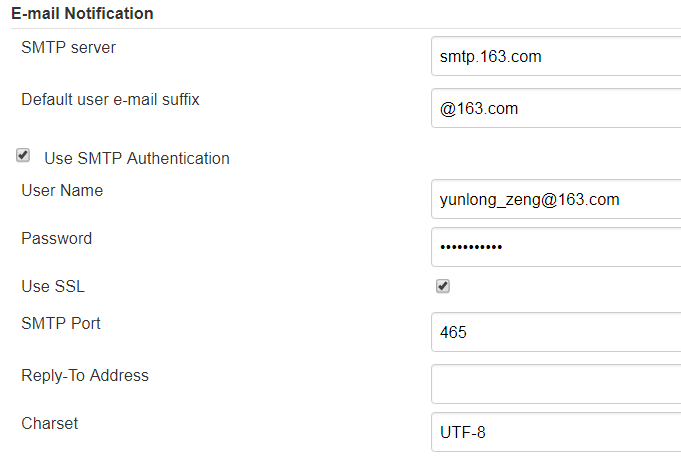 E-mail Notification
SMTP server
smtp.163.com
Default user e-mail suffix
@163.com
Use SMTP Authentication
User Name
yunlong_zeng@163.com
Password
•••••••••••
Use SSL
SMTP Port
465
Reply-To Address
Charset
UTF-8